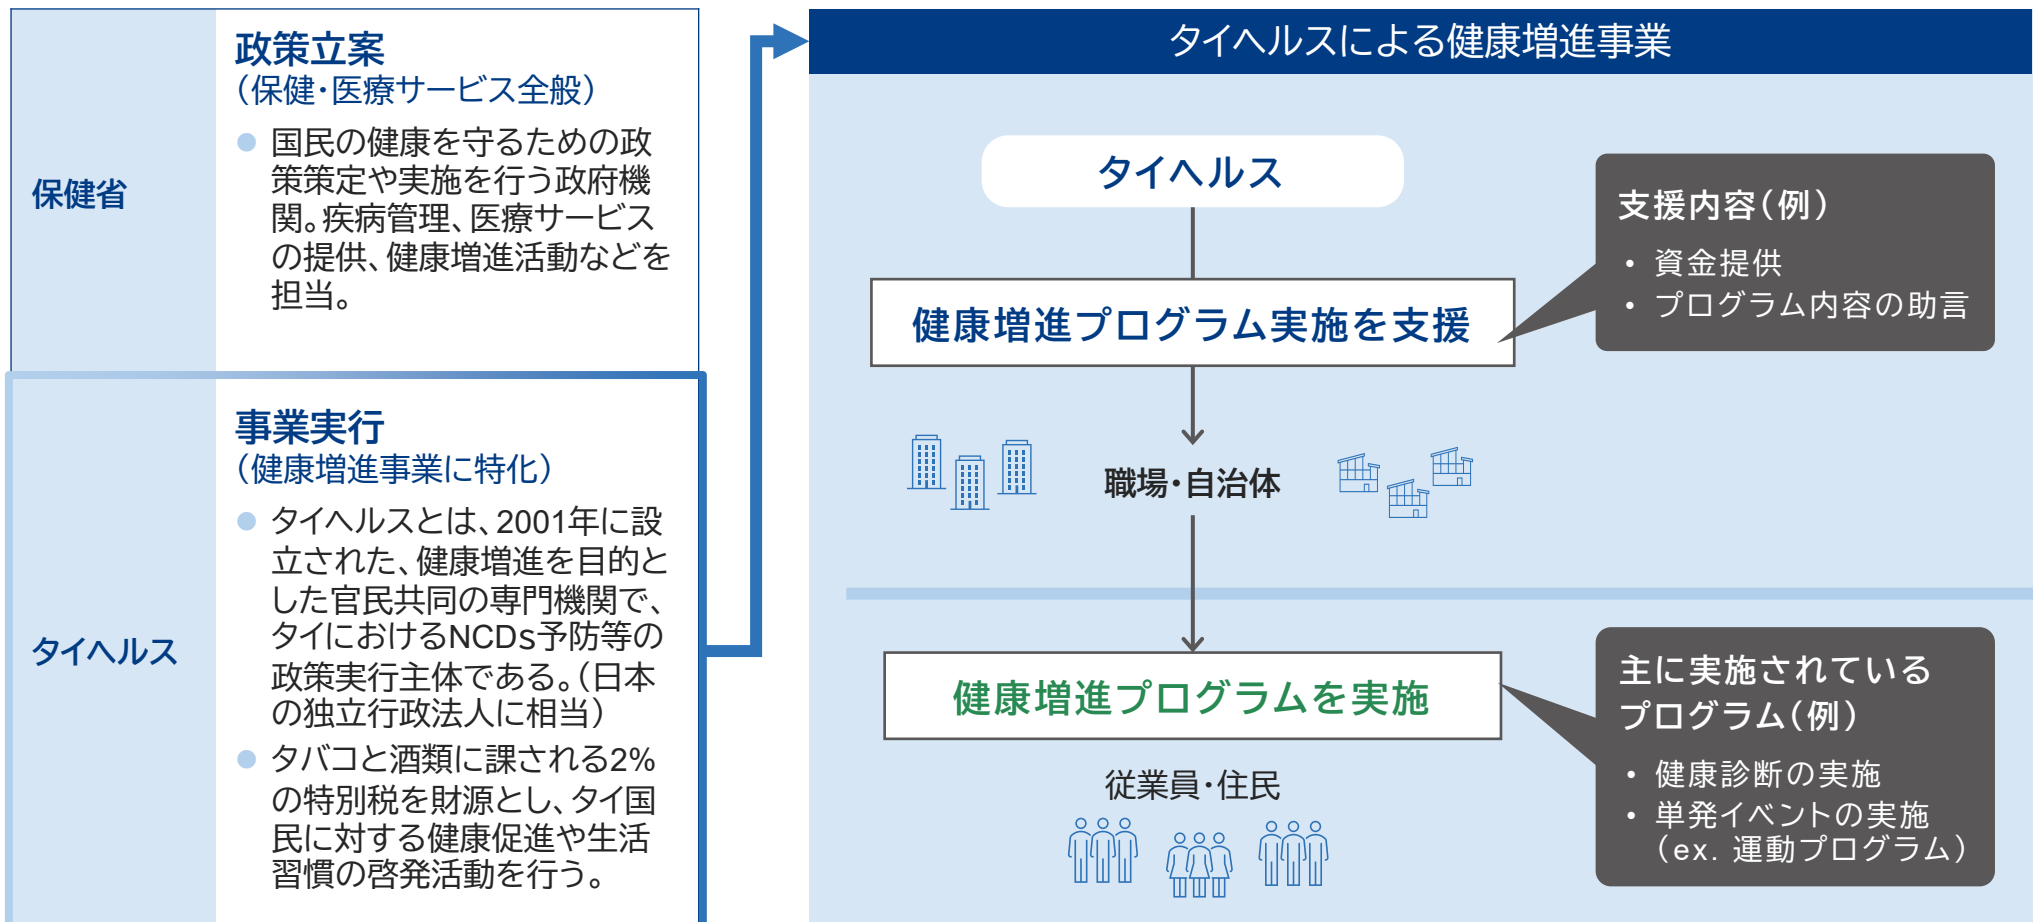 保健省
政策立案
（保健・医療サービス全般）
● 国民の健康を守るための政
策策定や実施を行う政府機
関。疾病管理、医療サービス
の提供、健康増進活動などを
担当。
タイヘルス
事業実行
（健康増進事業に特化）
● タイヘルスとは、2001年に設
立された、健康増進を目的と
した官民共同の専門機関で、
タイにおけるNCDs予防等の
政策実行主体である。（日本
の独立行政法人に相当）
● タバコと酒類に課される2%
の特別税を財源とし、タイ国
民に対する健康促進や生活
習慣の啓発活動を行う。
タイヘルスによる健康増進事業
タイヘルス
健康増進プログラム実施を支援
支援内容（例）
• 資金提供
• プログラム内容の助言
職場・自治体
健康増進プログラムを実施
従業員・住民
主に実施されている
プログラム（例）
• 健康診断の実施
• 単発イベントの実施
（ex. 運動プログラム）